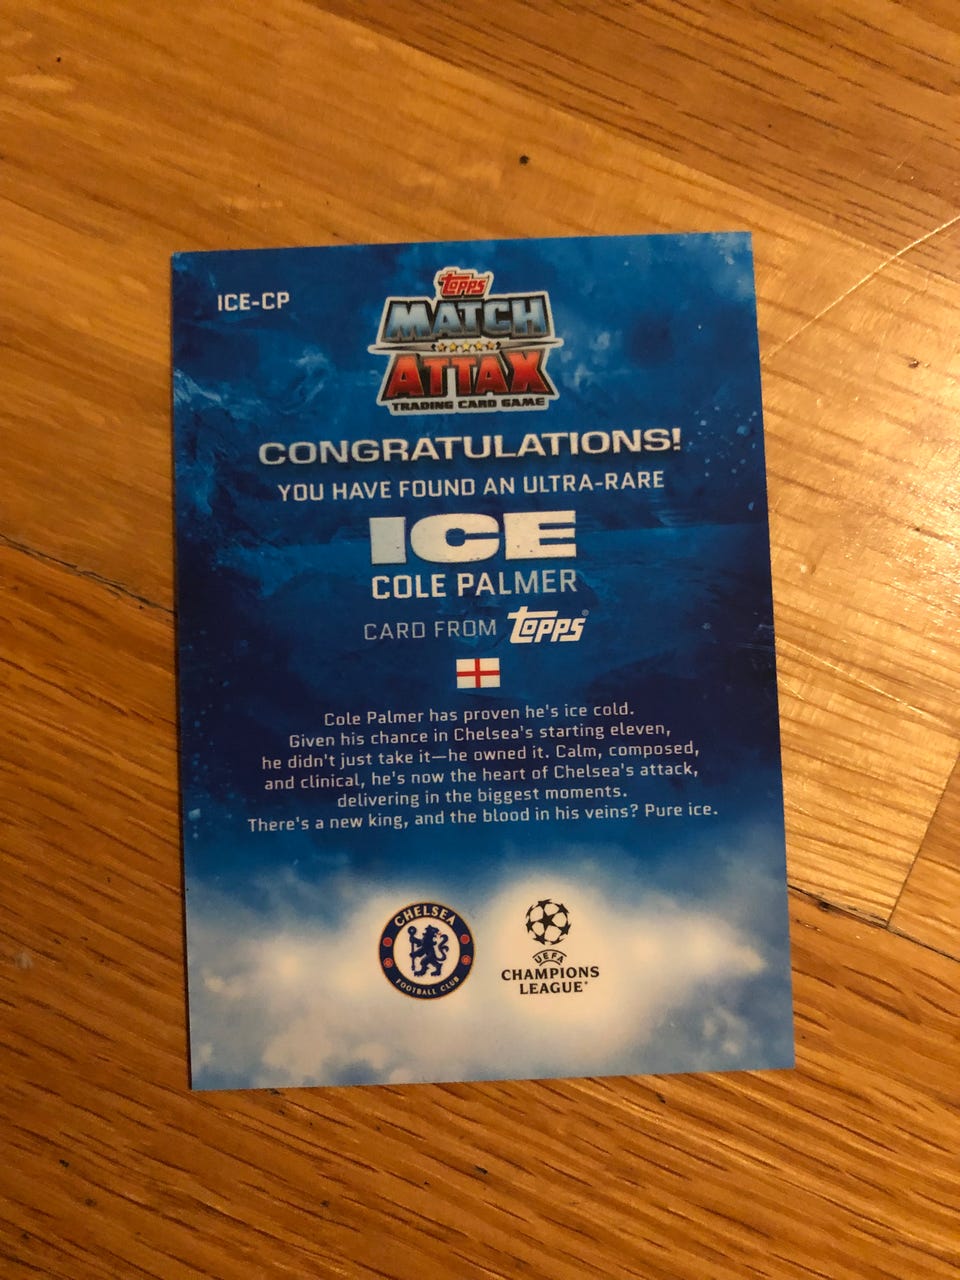 ICE-CP
Topps
MATCH
ATTAX
TRADING CARD GAME
CONGRATULATIONS!
YOU HAVE FOUND AN ULTRA-RARE
ICE
COLE PALMER
CARD FROM Topps®
Cole Palmer has proven he's ice cold.
Given his chance in Chelsea's starting eleven,
he didn't just take it—he owned it. Calm, composed,
and clinical, he's now the heart of Chelsea's attack,
delivering in the biggest moments.
There's a new king, and the blood in his veins? Pure ice.
CHELSEA
FOOTBALL CLUB
UEFA
CHAMPIONS
LEAGUE®